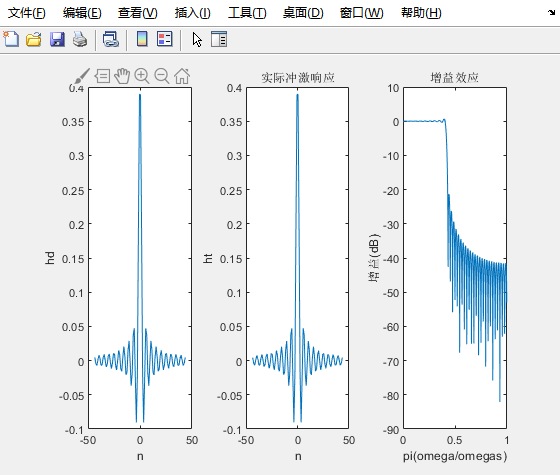 文件(F) 编辑(E) 查看(V) 插入(I) 工具(T) 桌面(D) 窗口(W) 帮助(H)
实际冲激响应 增益效应
0.4 0.4 10
0.35 0.35 0
0.3 0.3 -10
0.25 0.25 -20
0.2 0.2 -30
hd ht 增益(dB)
0.15 0.15 -40
0.1 0.1 -50
0.05 0.05 -60
0 0 -70
-0.05 -0.05 -80
-0.1 -0.1 -90
-50 0 50 -50 0 50 0 0.5 1
n n pi(omega/omegas)